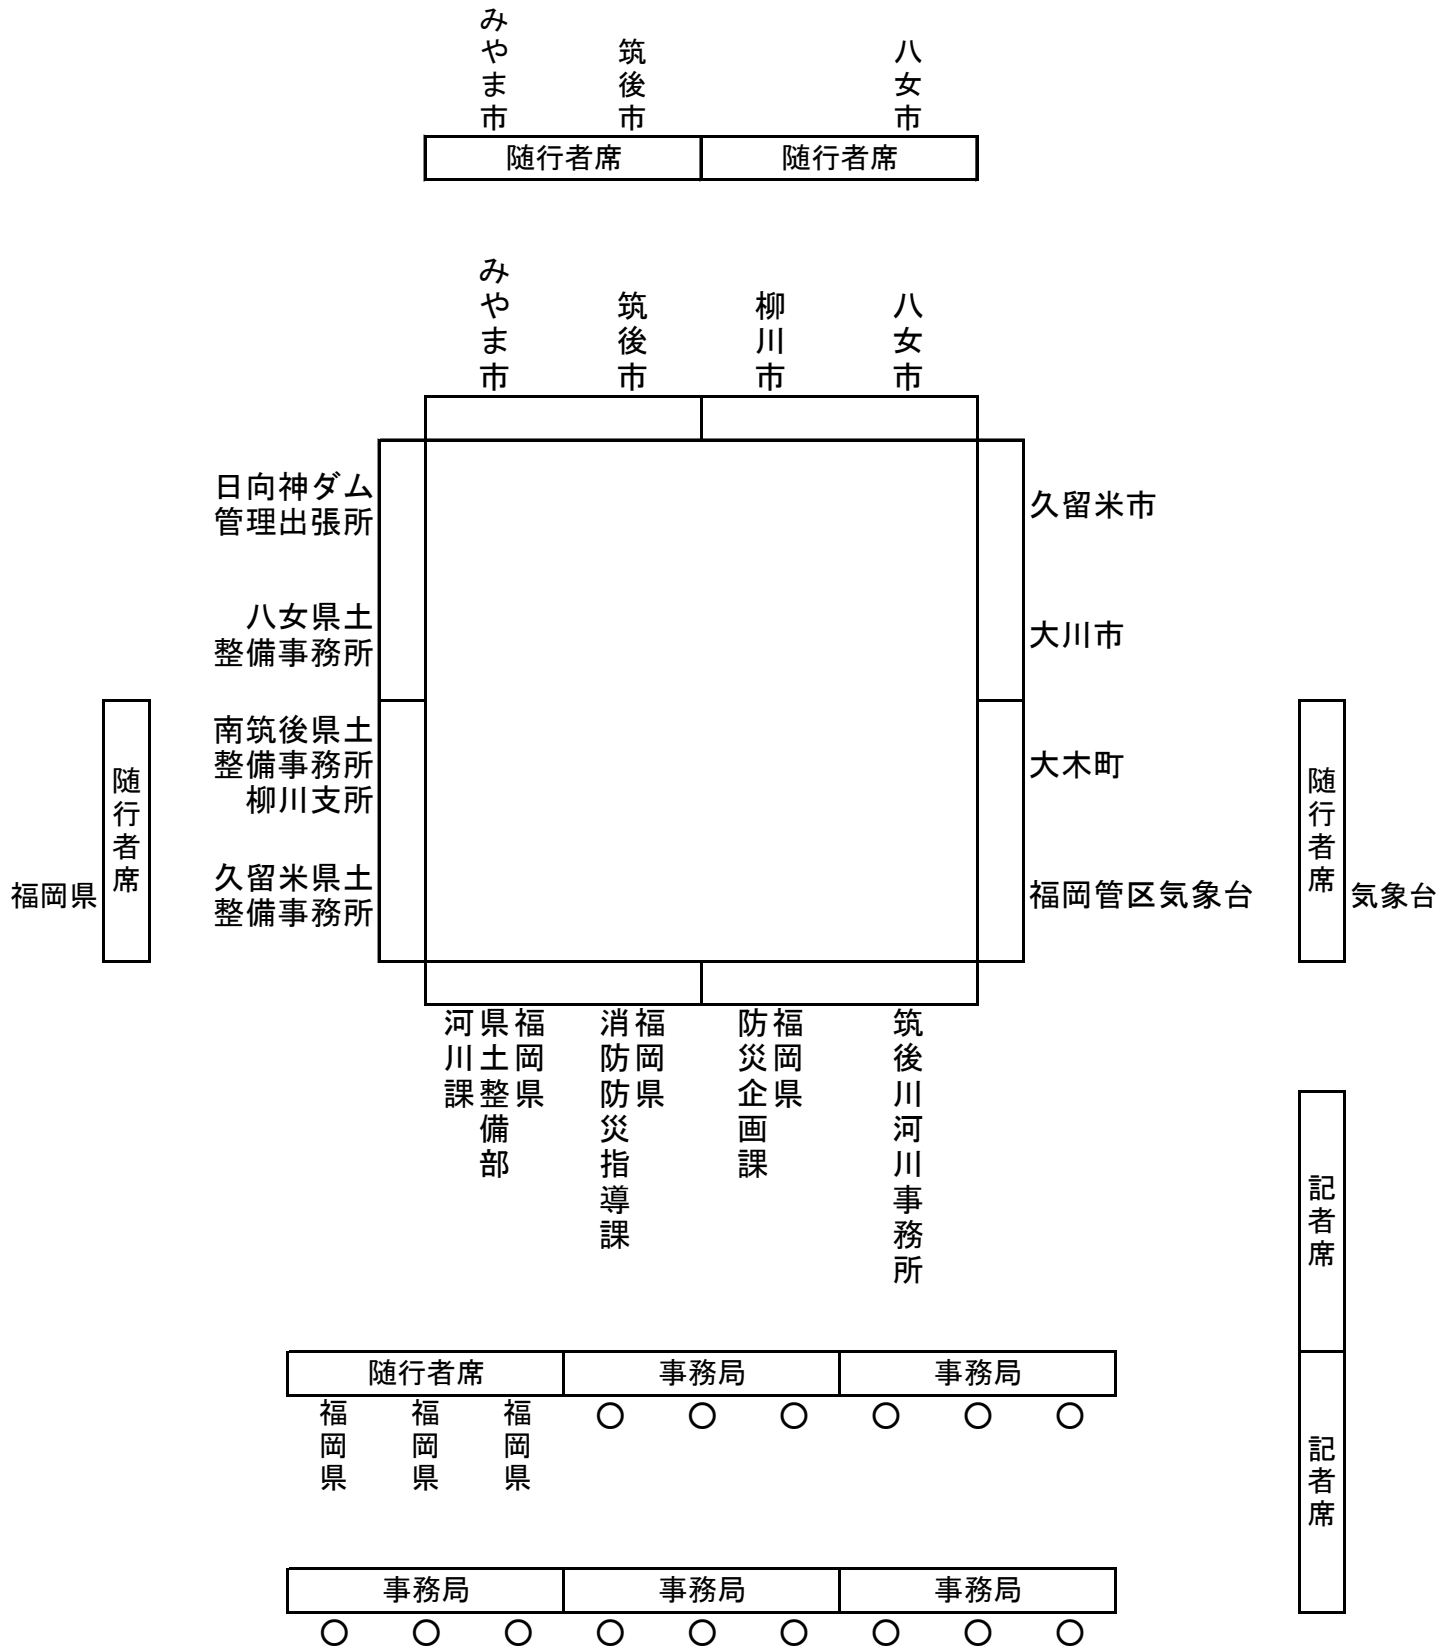 みやま市
筑後市
八女市
随行者席
随行者席
みやま市
筑後市
柳川市
八女市
日向神ダム
管理出張所
八女県土
整備事務所
南筑後県土
整備事務所
柳川支所
久留米県土
整備事務所
久留米市
大川市
大木町
福岡管区気象台
随行者席
福岡県
随行者席
気象台
福岡県
県土整備部
河川課
福岡県
消防防災指導課
福岡県
防災企画課
筑後川河川事務所
記者席
記者席
随行者席
事務局
事務局
福岡県
福岡県
福岡県
〇 〇 〇 〇 〇 〇
事務局
事務局
事務局
〇 〇 〇 〇 〇 〇 〇 〇 〇